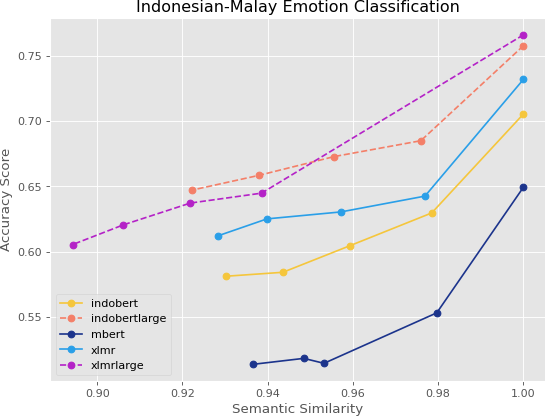 Indonesian-Malay Emotion Classification
Accuracy Score
0.75
0.70
0.65
0.60
0.55
indobert
indobertlarge
mbert
xlmr
xlmrlarge
0.90 0.92 0.94 0.96 0.98 1.00
Semantic Similarity